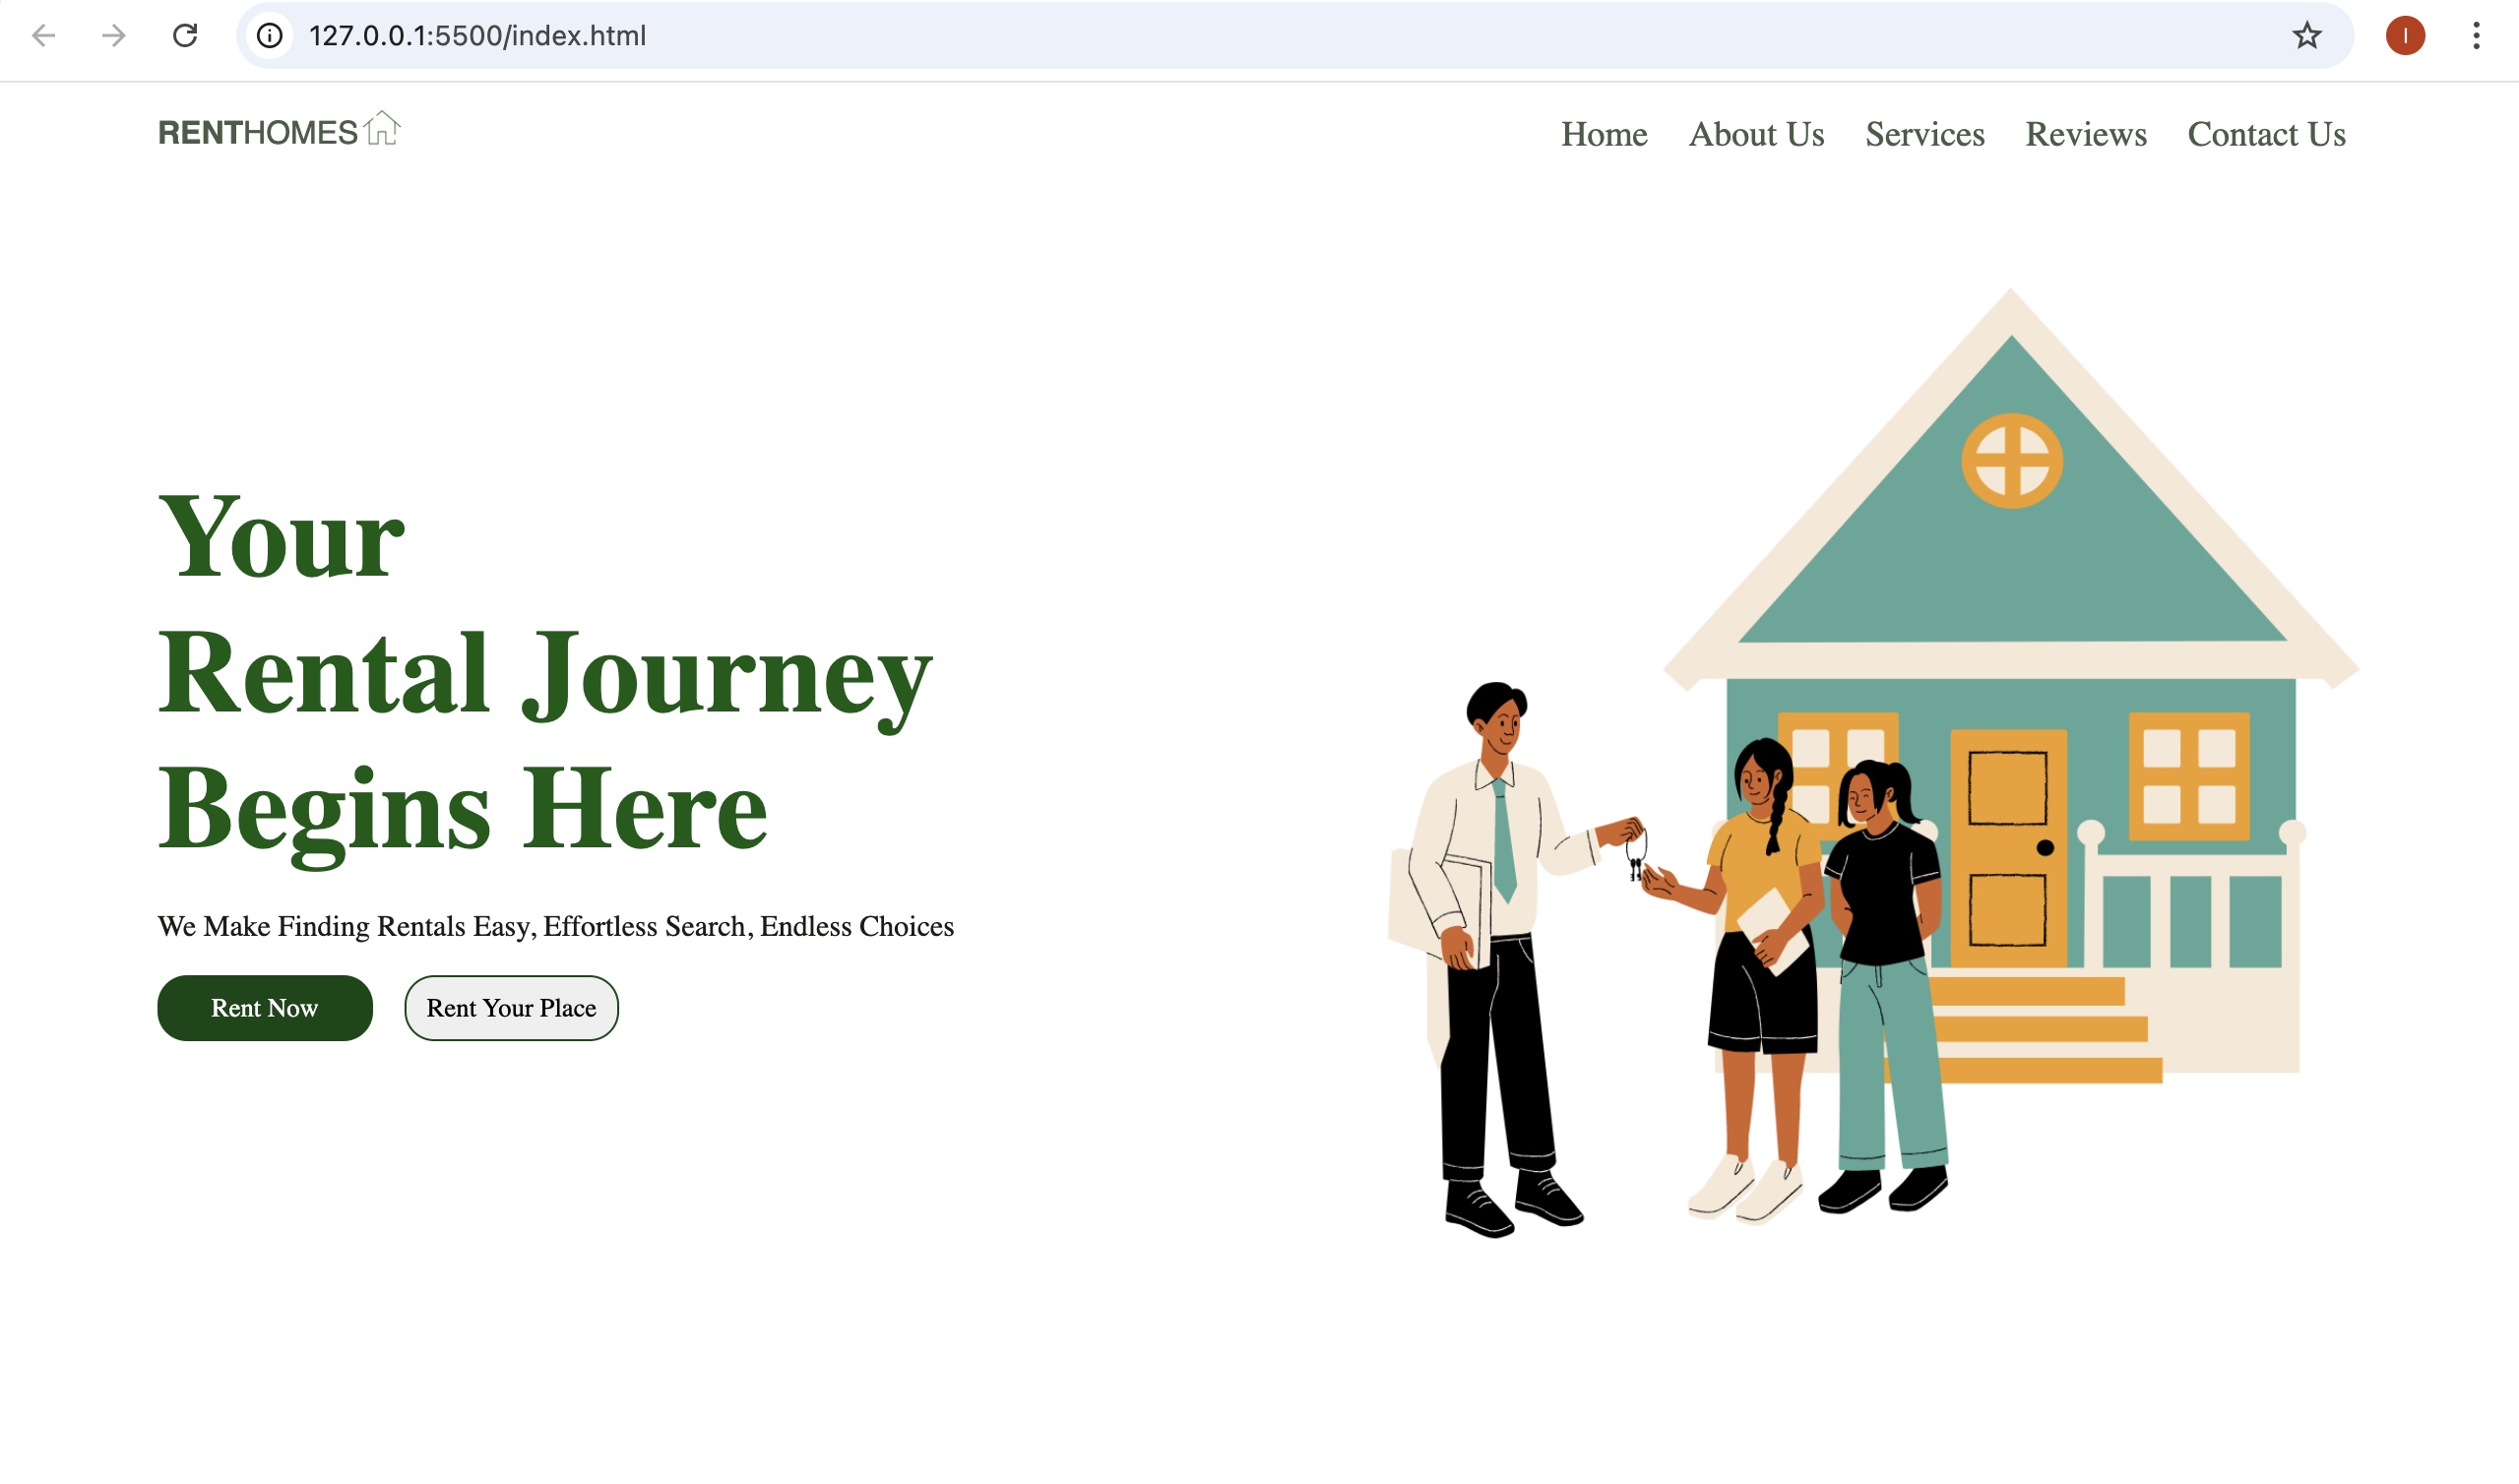 127.0.0.1:5500/index.html
I
RENTHOMES
Home About Us Services Reviews Contact Us
Your
Rental Journey
Begins Here
We Make Finding Rentals Easy, Effortless Search, Endless Choices
Rent Now Rent Your Place